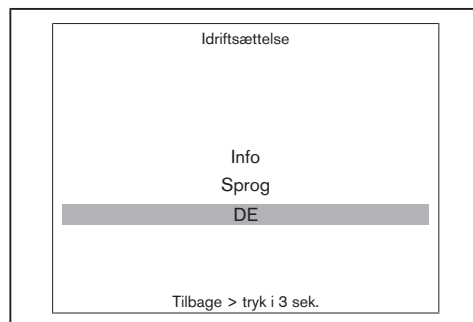 Idriftsættelse
Info
Sprog
DE
Tilbage > tryk i 3 sek.